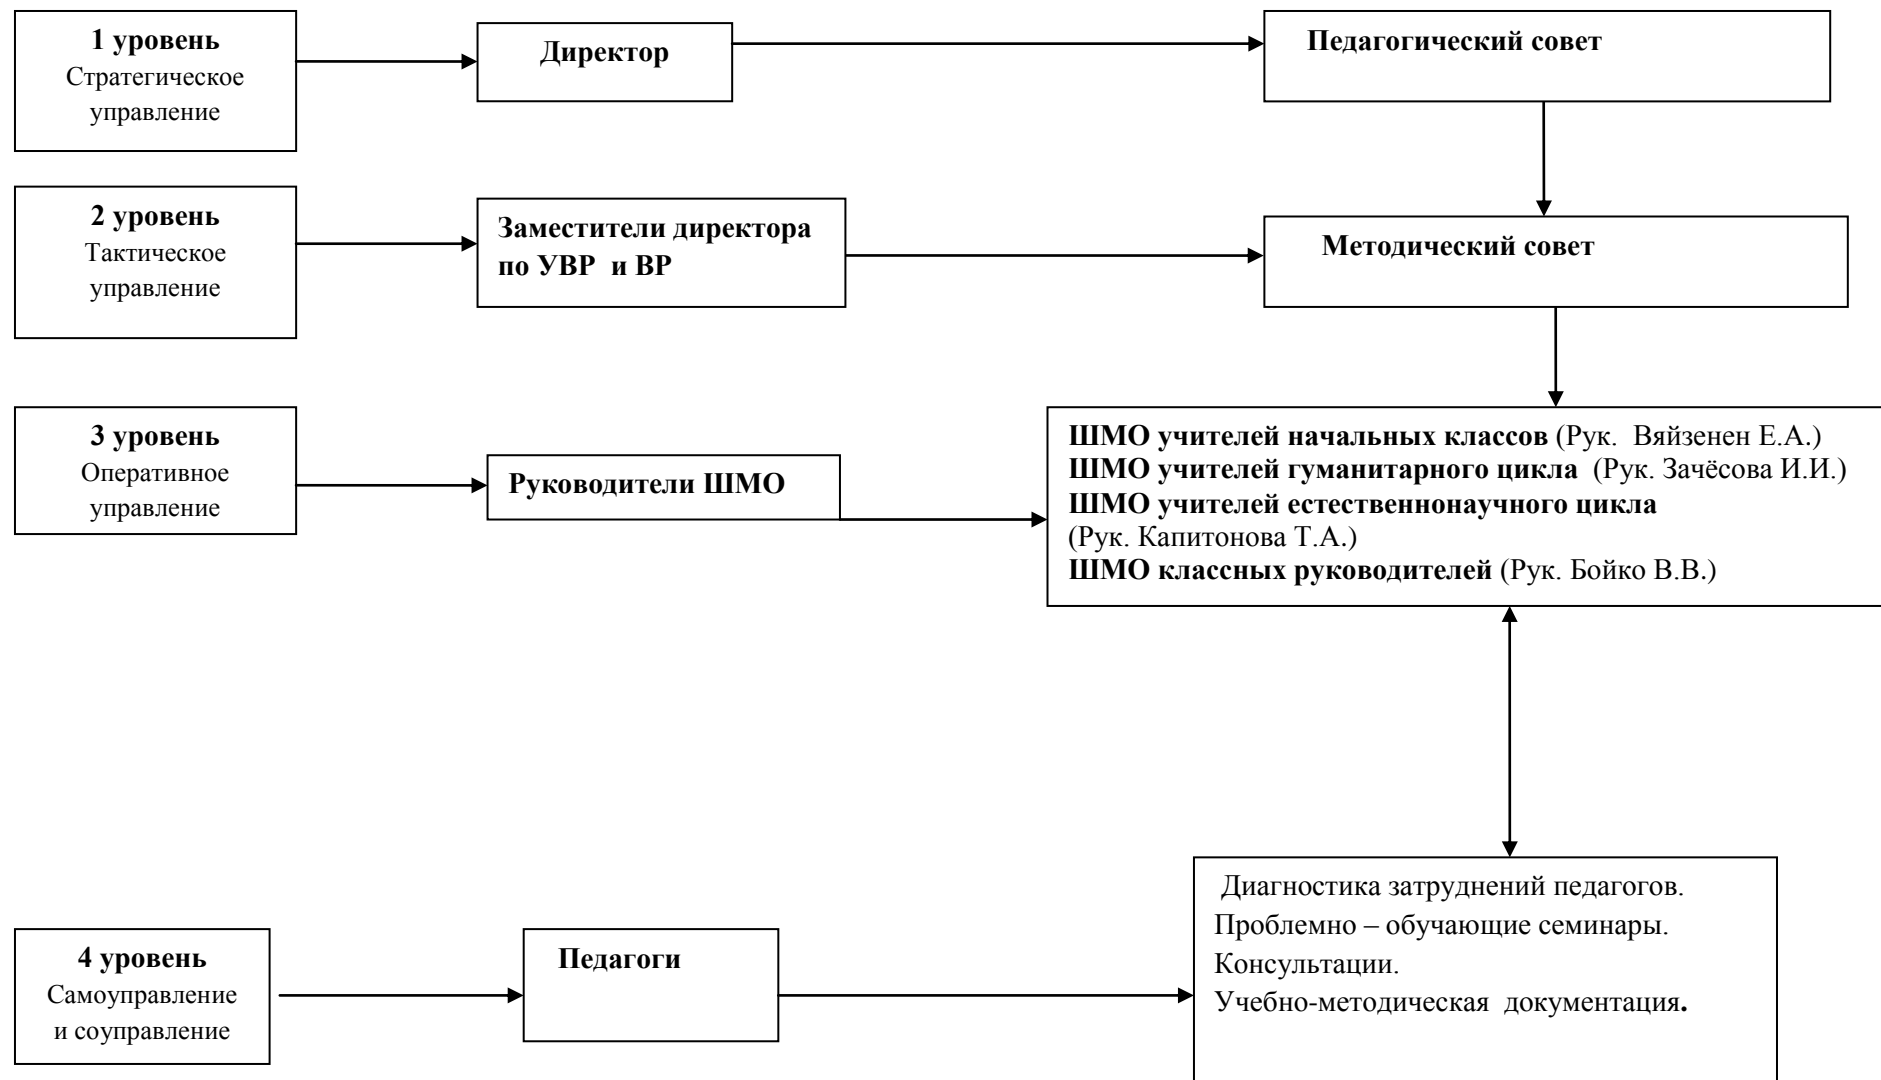 1 уровень
Стратегическое
управление
Директор
Педагогический совет
2 уровень
Тактическое
управление
Заместители директора
по УВР и ВР
Методический совет
3 уровень
Оперативное
управление
Руководители ШМО
ШМО учителей начальных классов (Рук. Вяйзенен Е.А.)
ШМО учителей гуманитарного цикла (Рук. Зачёсова И.И.)
ШМО учителей естественнонаучного цикла
(Рук. Капитонова Т.А.)
ШМО классных руководителей (Рук. Бойко В.В.)
4 уровень
Самоуправление
и соуправление
Педагоги
Диагностика затруднений педагогов.
Проблемно – обучающие семинары.
Консультации.
Учебно-методическая документация.